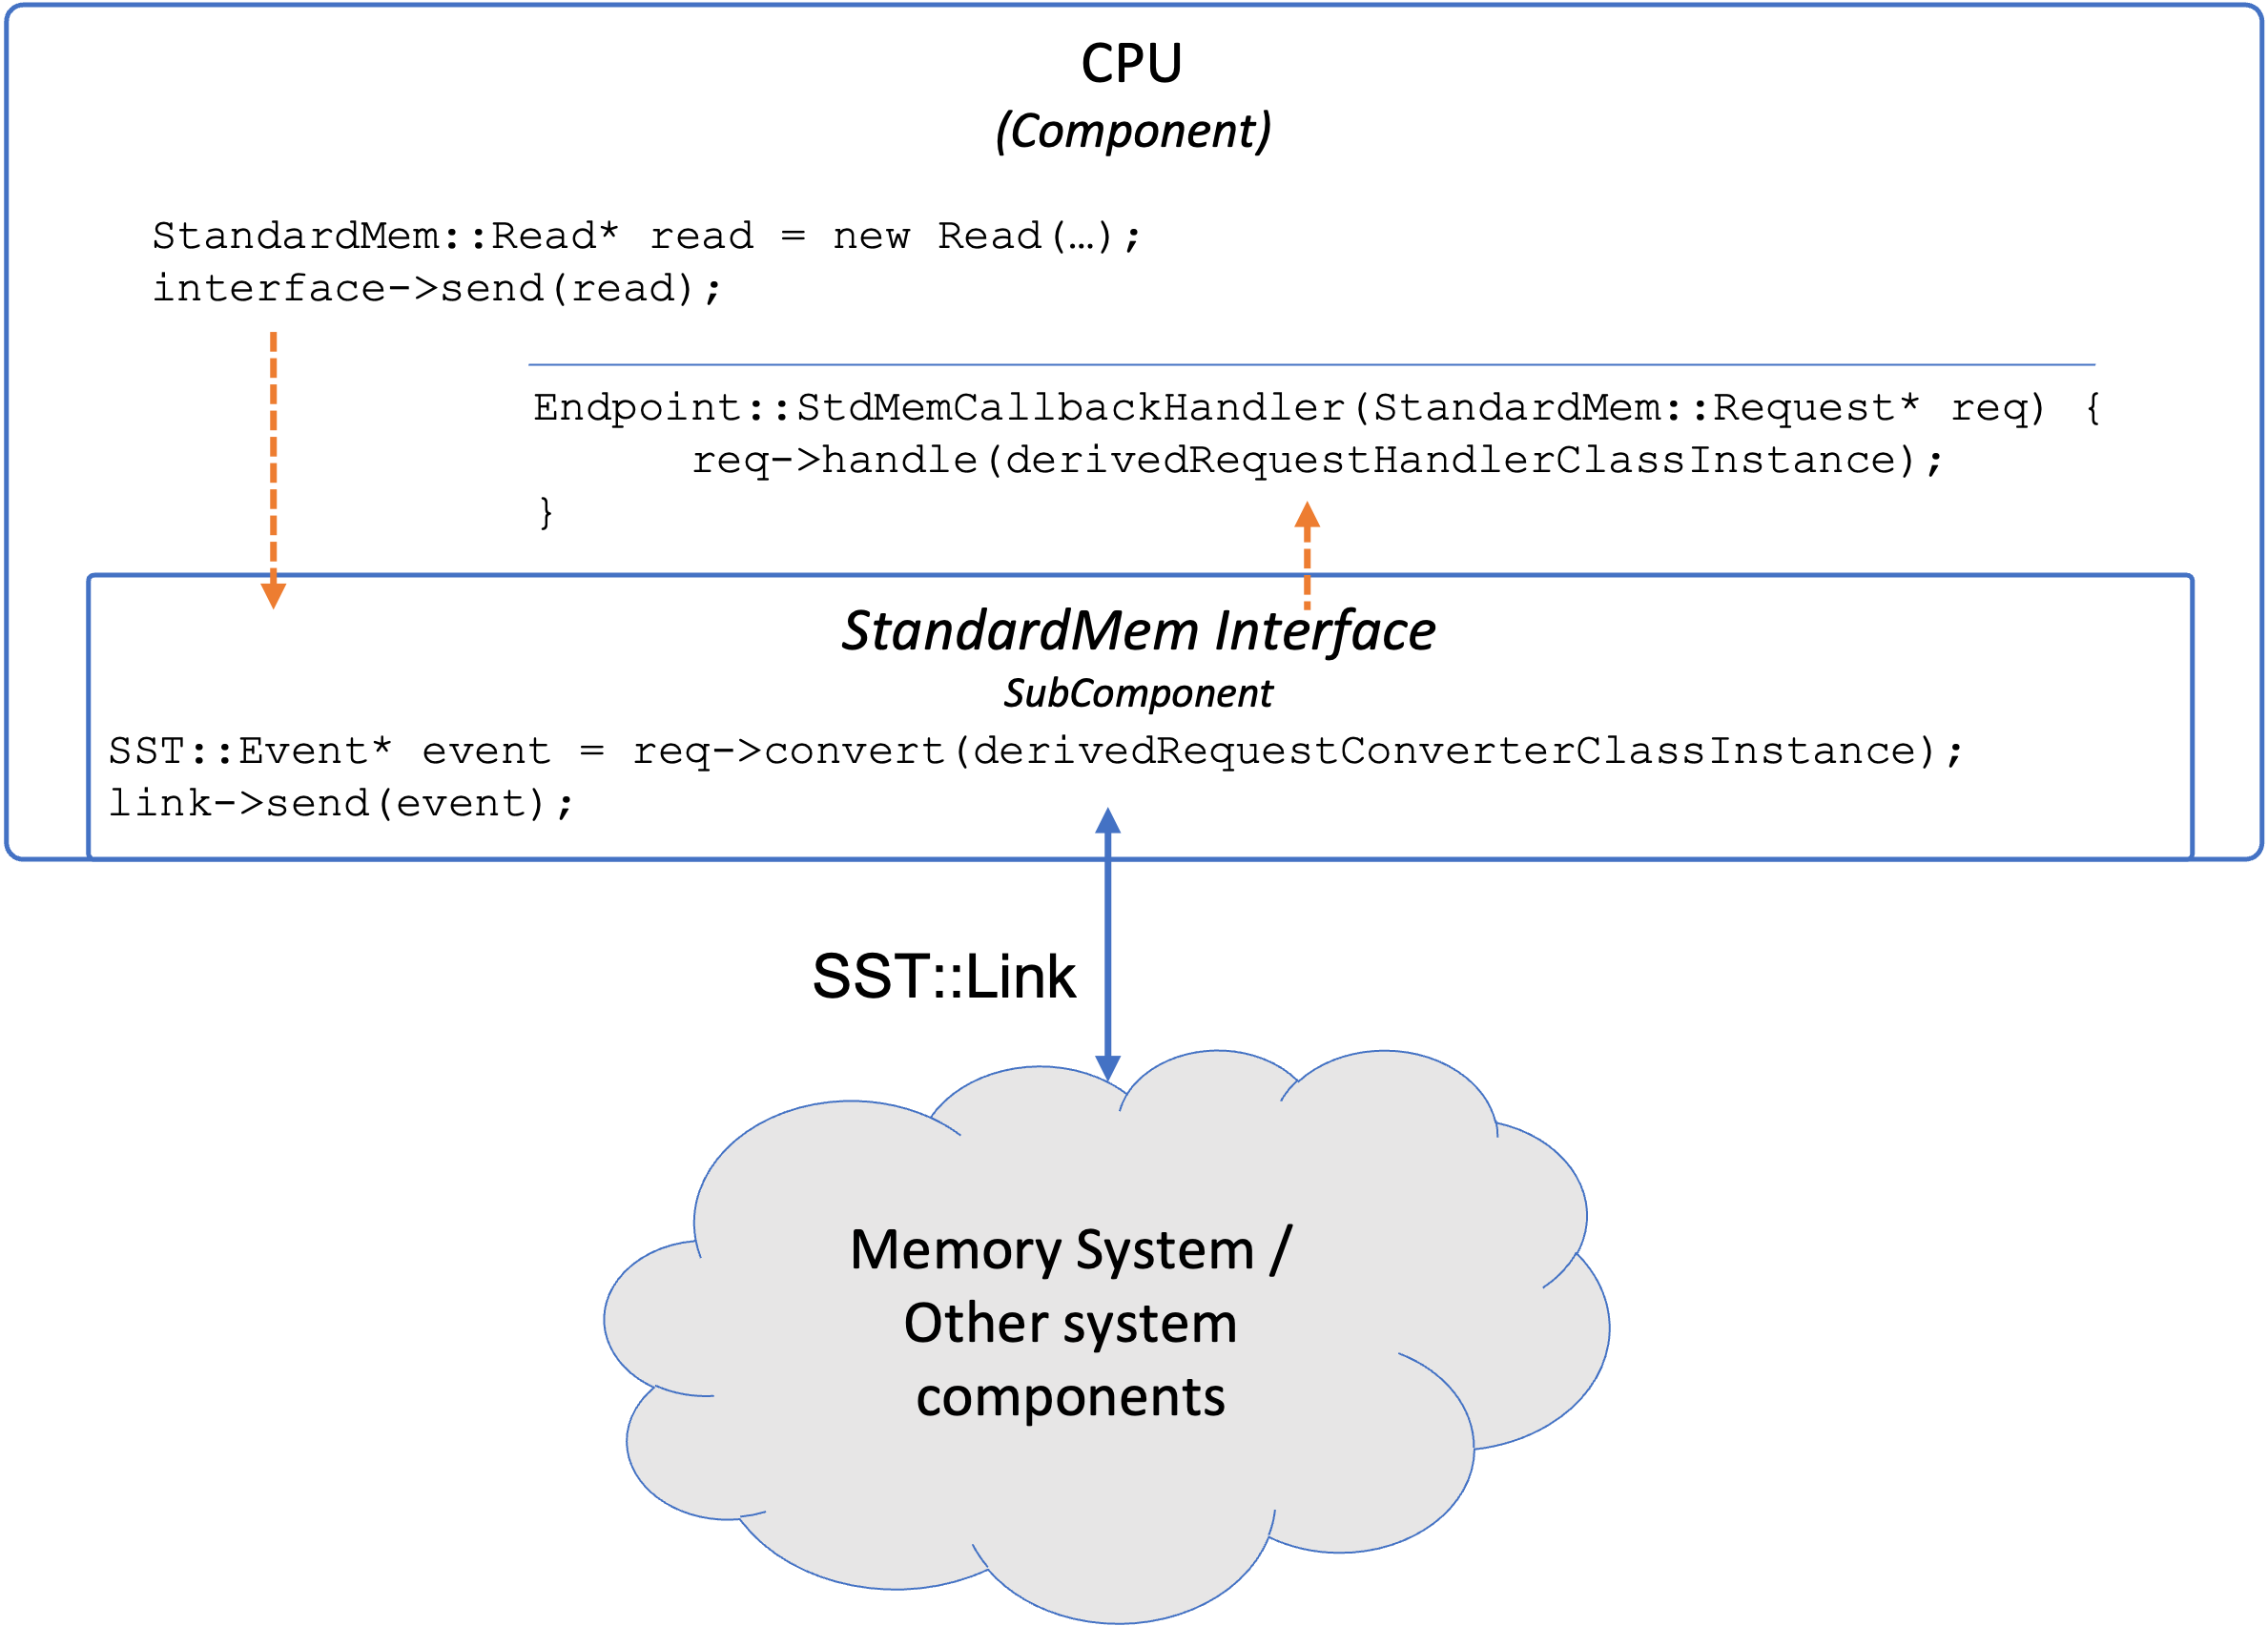 CPU
(Component)
StandardMem::Read* read = new Read(…);
interface->send(read);
Endpoint::StdMemCallbackHandler(StandardMem::Request* req) {
req->handle(derivedRequestHandlerClassInstance);
}
StandardMem Interface
SubComponent
SST::Event* event = req->convert(derivedRequestConverterClassInstance);
link->send(event);
SST::Link
Memory System /
Other system
components